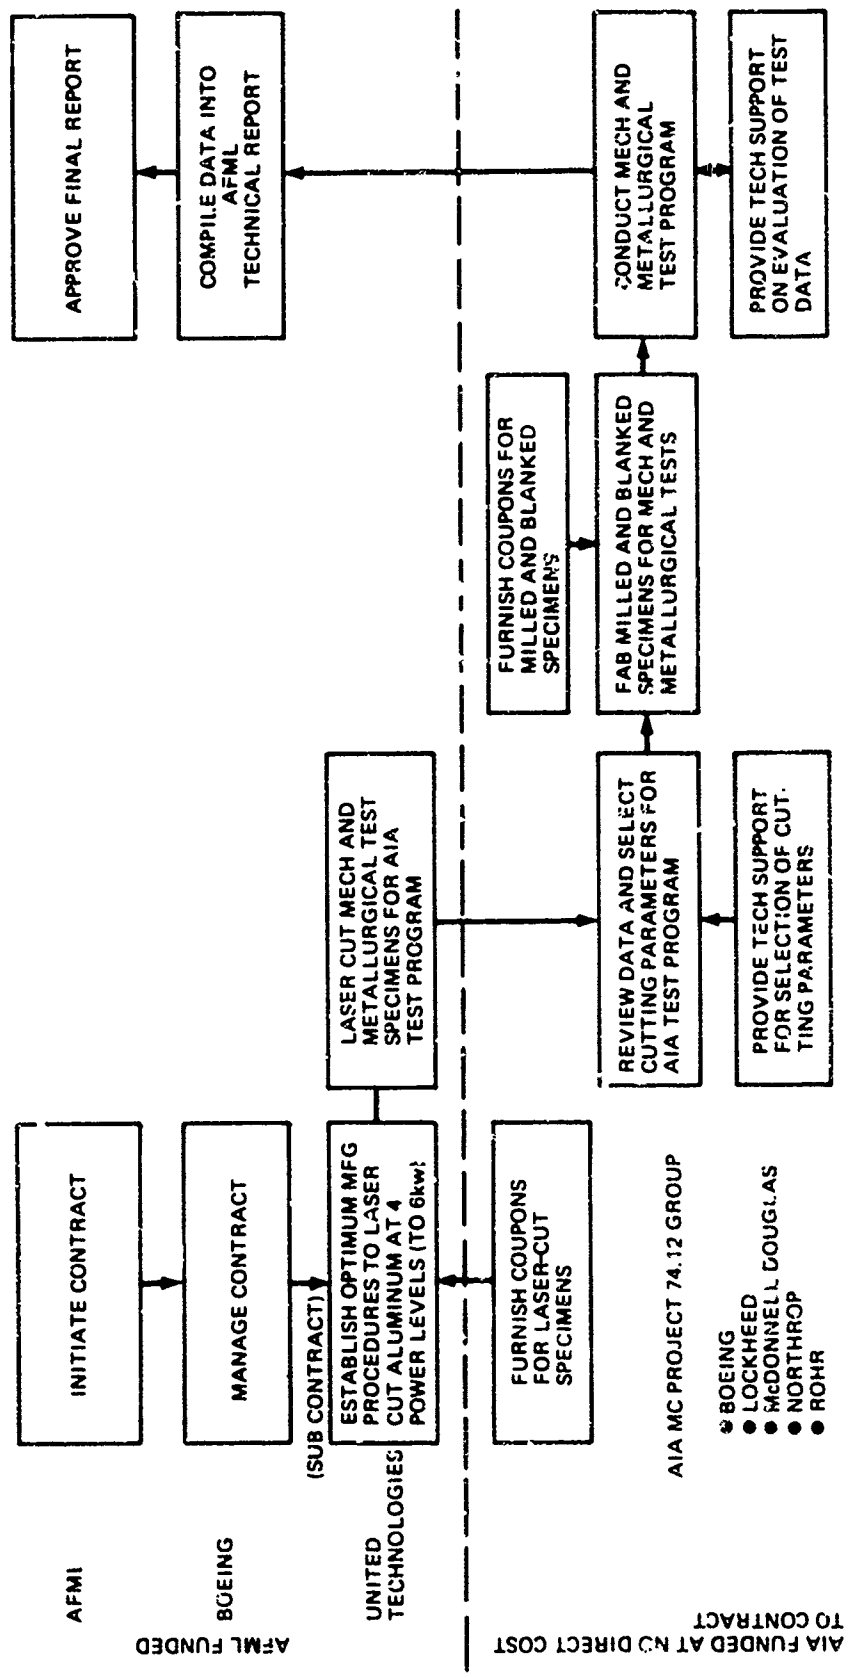 AFML FUNDED
AFML
INITIATE CONTRACT
APPROVE FINAL REPORT
BOEING
MANAGE CONTRACT
COMPILE DATA INTO
AFML
TECHNICAL REPORT
(SUB CONTRACT)
UNITED
TECHNOLOGIES
ESTABLISH OPTIMUM MFG
PROCEDURES TO LASER
CUT ALUMINUM AT 4
POWER LEVELS (TO 6kw)
LASER CUT MECH AND
METALLURGICAL TEST
SPECIMENS FOR AIA
TEST PROGRAM
AIA FUNDED AT NO DIRECT COST
TO CONTRACT
FURNISH COUPONS
FOR LASER-CUT
SPECIMENS
FURNISH COUPONS FOR
MILLED AND BLANKED
SPECIMENS
REVIEW DATA AND SELECT
CUTTING PARAMETERS FOR
AIA TEST PROGRAM
FAB MILLED AND BLANKED
SPECIMENS FOR MECH AND
METALLURGICAL TESTS
CONDUCT MECH AND
METALLURGICAL
TEST PROGRAM
AIA MC PROJECT 74.12 GROUP
● BOEING
● LOCKHEED
● McDONNELL DOUGLAS
● NORTHROP
● ROHR
PROVIDE TECH SUPPORT
FOR SELECTION OF CUT-
TING PARAMETERS
PROVIDE TECH SUPPORT
ON EVALUATION OF TEST
DATA